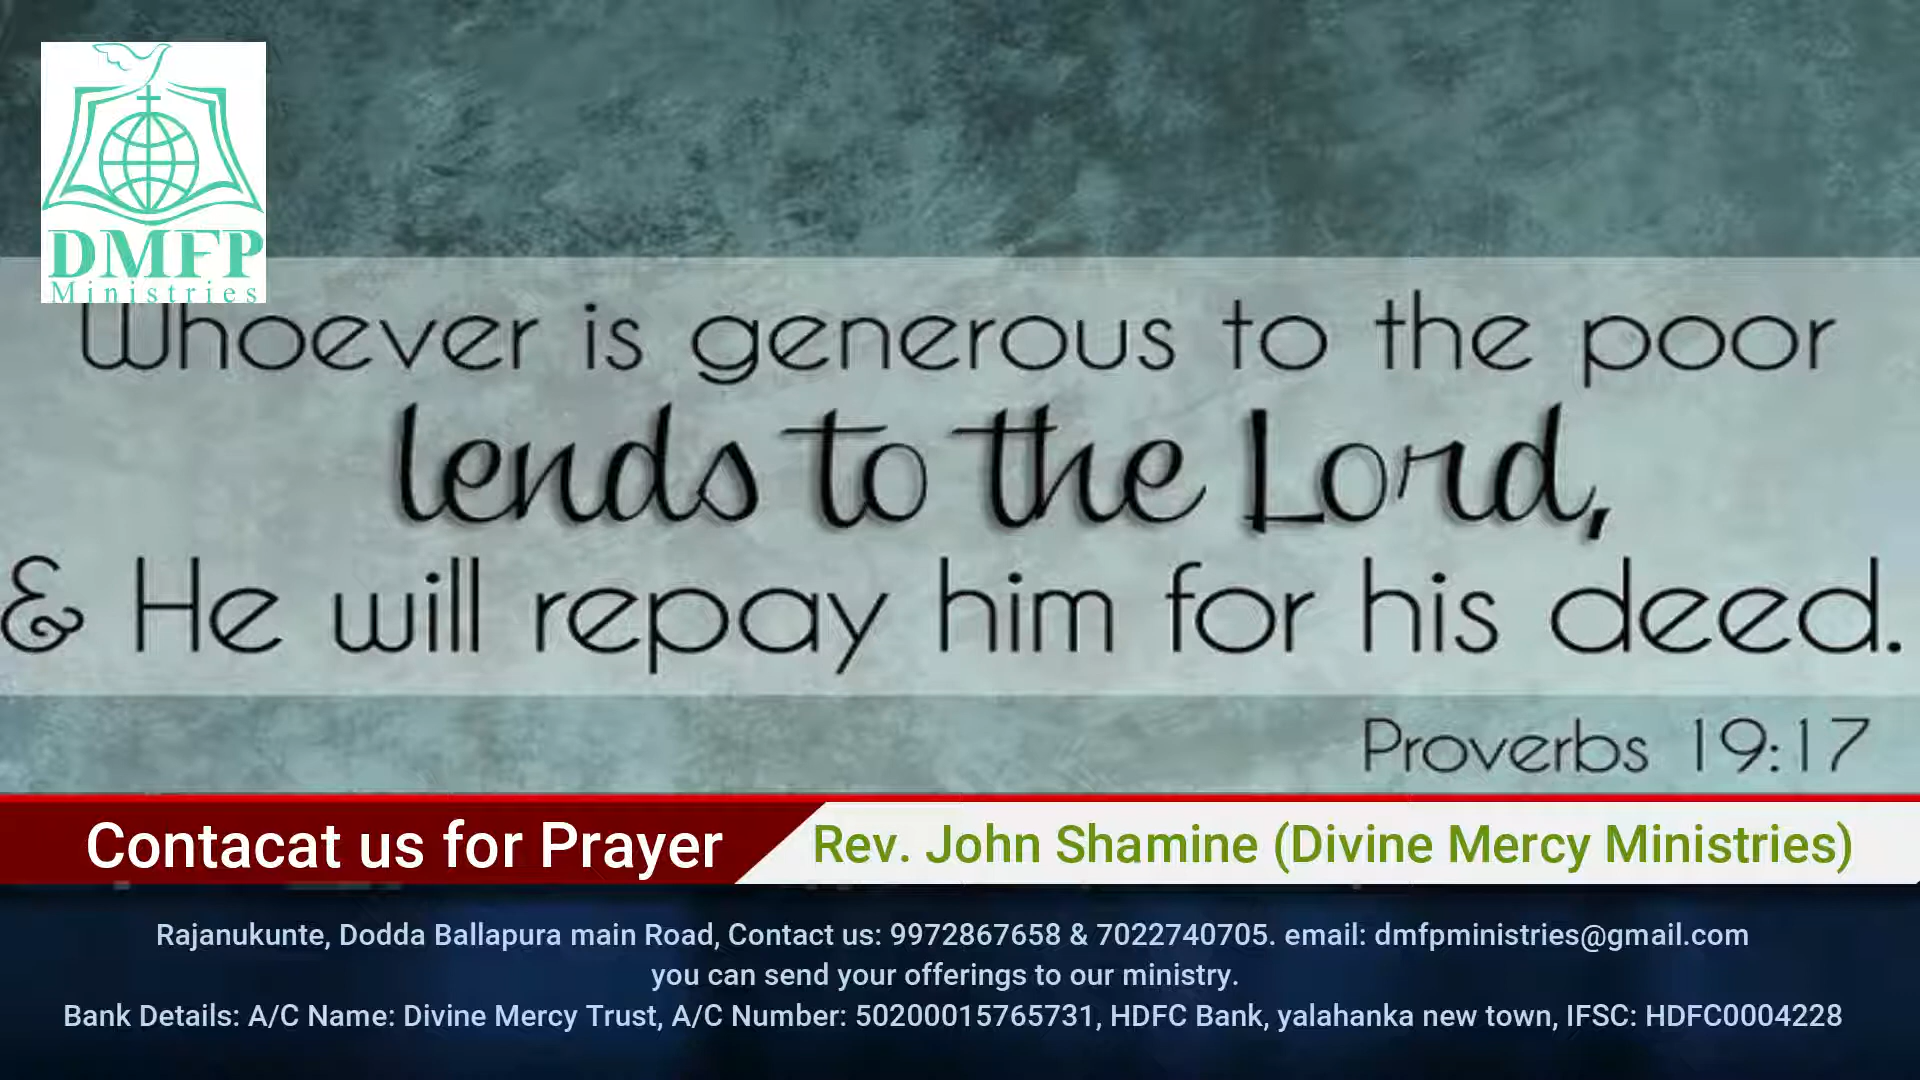 DMFP
Ministries
Whoever is generous to the poor
lends to the Lord,
& He will repay him for his deed.
Proverbs 19:17
Contacat us for Prayer
Rev. John Shamine (Divine Mercy Ministries)
Rajanukunte, Dodda Ballapura main Road, Contact us: 9972867658 & 7022740705. email: dmfpministries@gmail.com
you can send your offerings to our ministry.
Bank Details: A/C Name: Divine Mercy Trust, A/C Number: 50200015765731, HDFC Bank, yalahanka new town, IFSC: HDFC0004228